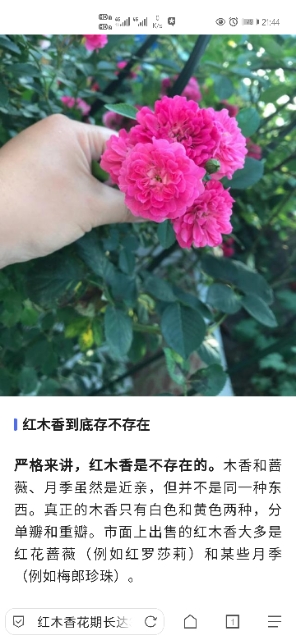 21:44
红木香到底存不存在
严格来讲，红木香是不存在的。木香和蔷
薇、月季虽然是近亲，但并不是同一种东
西。真正的木香只有白色和黄色两种，分
单瓣和重瓣。市面上出售的红木香大多是
红花蔷薇（例如红罗莎莉）和某些月季
（例如梅郎珍珠）。
红木香花期长达
1